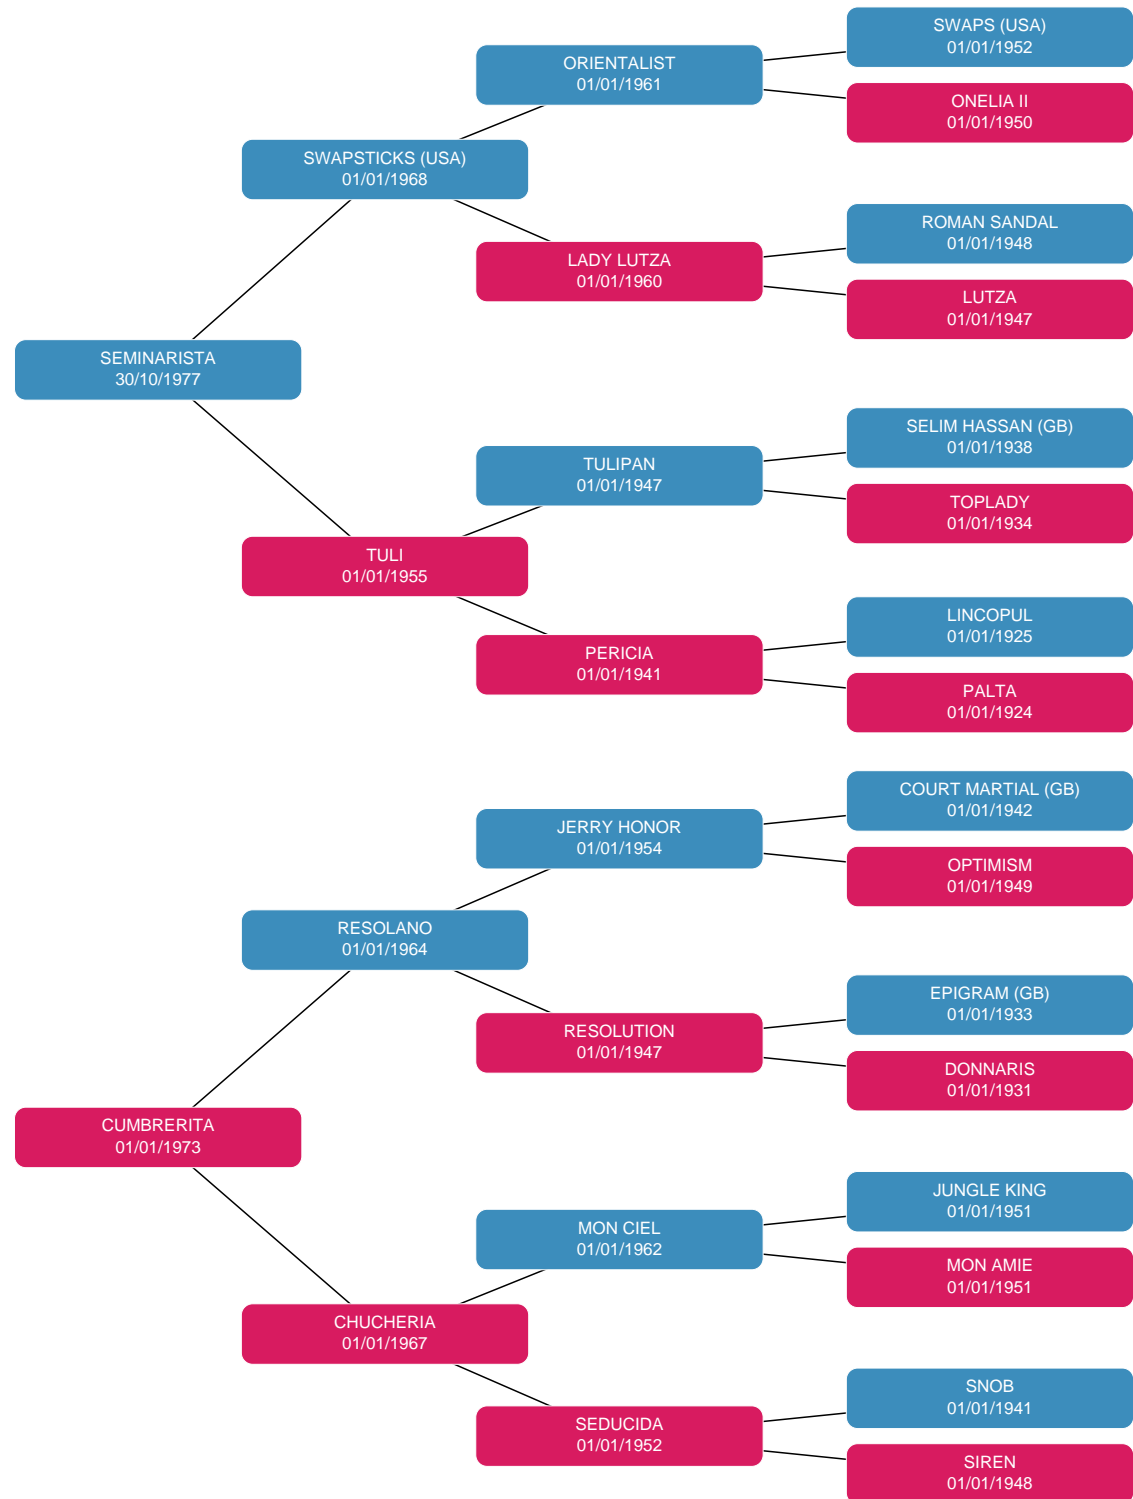 SWAPS (USA)
01/01/1952
ORIENTALIST
01/01/1961
ONELIA II
01/01/1950
SWAPSTICKS (USA)
01/01/1968
ROMAN SANDAL
01/01/1948
LADY LUTZA
01/01/1960
LUTZA
01/01/1947
SEMINARISTA
30/10/1977
SELIM HASSAN (GB)
01/01/1938
TULIPAN
01/01/1947
TOPLADY
01/01/1934
TULI
01/01/1955
LINCOPUL
01/01/1925
PERICIA
01/01/1941
PALTA
01/01/1924
COURT MARTIAL (GB)
01/01/1942
JERRY HONOR
01/01/1954
OPTIMISM
01/01/1949
RESOLANO
01/01/1964
EPIGRAM (GB)
01/01/1933
RESOLUTION
01/01/1947
DONNARIS
01/01/1931
CUMBRERITA
01/01/1973
JUNGLE KING
01/01/1951
MON CIEL
01/01/1962
MON AMIE
01/01/1951
CHUCHERIA
01/01/1967
SNOB
01/01/1941
SEDUCIDA
01/01/1952
SIREN
01/01/1948